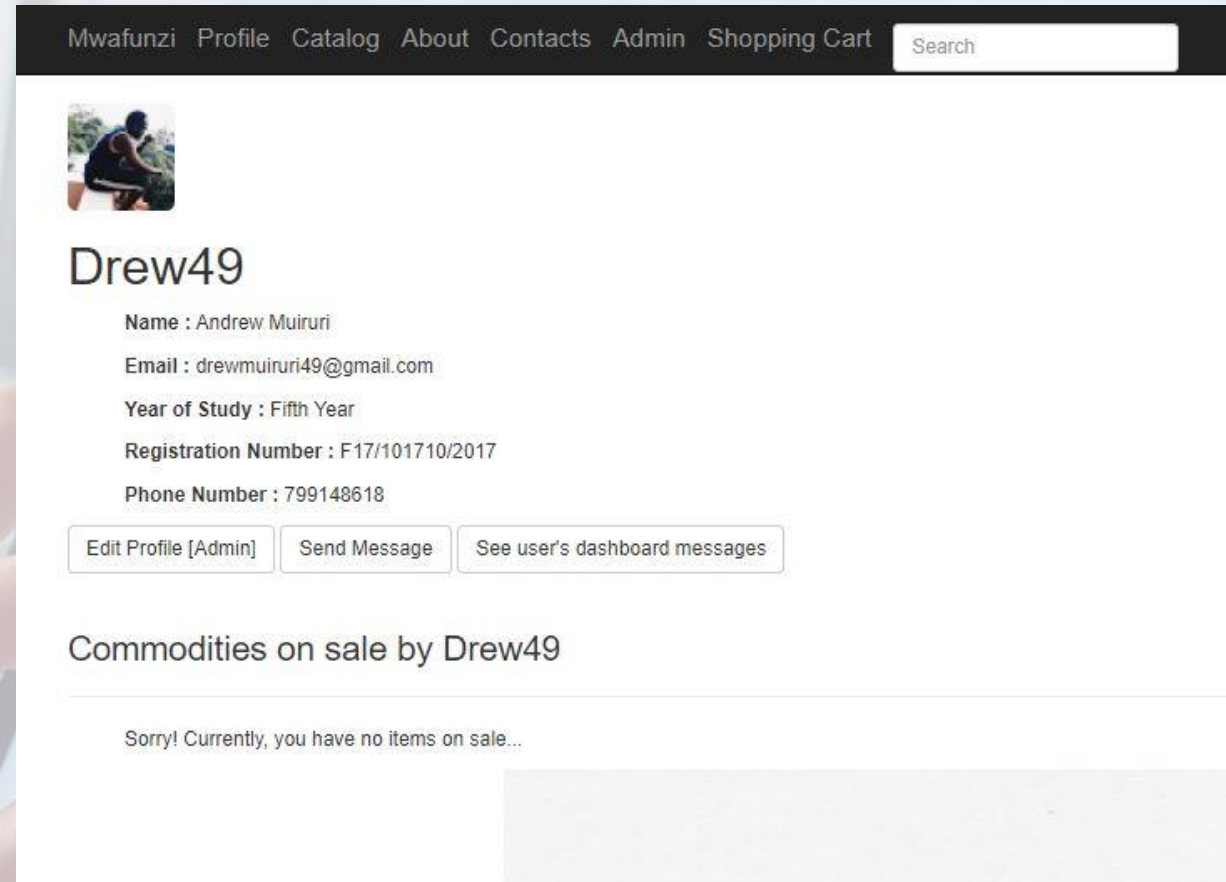 Mwafunzi Profile Catalog About Contacts Admin Shopping Cart Search
Drew49
Name : Andrew Muiruri
Email : drewmuiruri49@gmail.com
Year of Study : Fifth Year
Registration Number : F17/101710/2017
Phone Number : 799148618
Edit Profile [Admin] Send Message See user's dashboard messages
Commodities on sale by Drew49
Sorry! Currently, you have no items on sale...